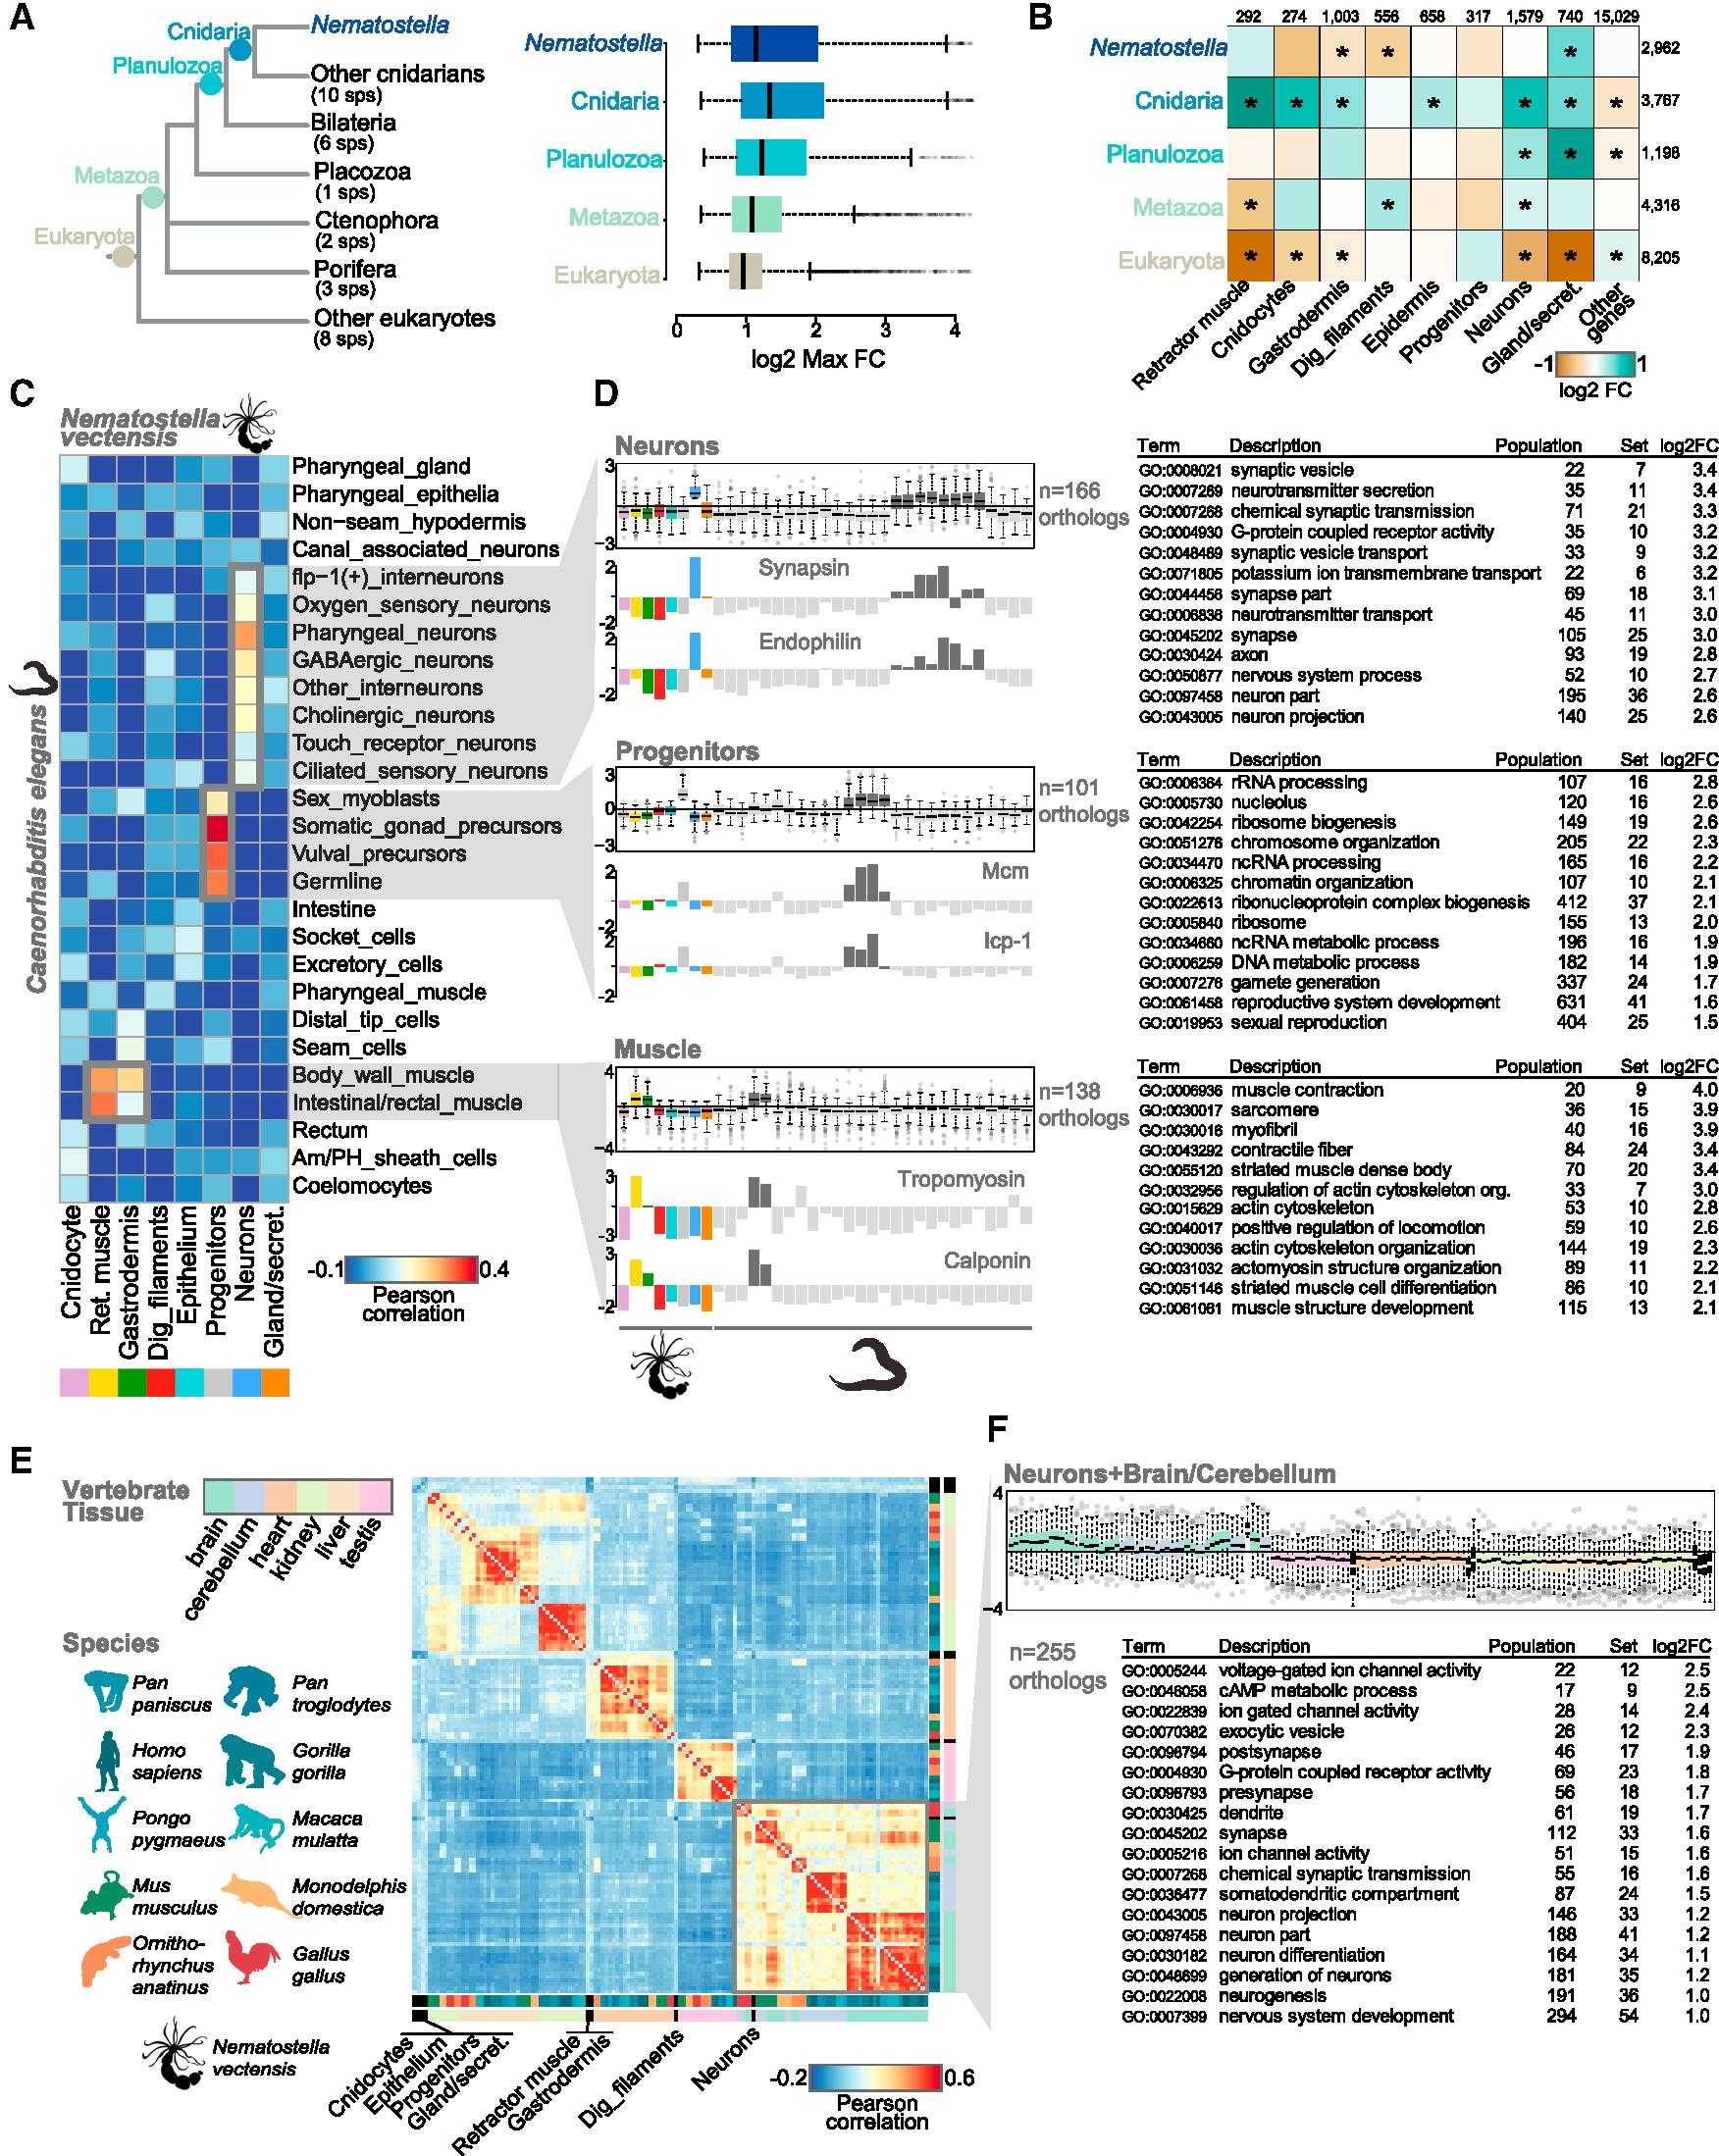 A
Nematostella
Cnidaria
Planulozoa
Other cnidarians
(10 sps)
Bilateria
(6 sps)
Placozoa
(1 sps)
Metazoa
Ctenophora
(2 sps)
Eukaryota
Porifera
(3 sps)
Other eukaryotes
(8 sps)
Nematostella
Cnidaria
Planulozoa
Metazoa
Eukaryota
0 1 2 3 4
log2 Max FC
B
292 274 1,003 556 658 317 1,579 740 15,029
Nematostella * * * 2,962
Cnidaria * * * * * * * 3,767
Planulozoa * * * 1,198
Metazoa * * * 4,316
Eukaryota * * * * * * 8,205
Retractor muscle
Cnidocytes
Gastrodermis
Dig_filaments
Epidermis
Progenitors
Neurons
Gland/secret.
Other genes
-1 1
log2 FC
C
Nematostella
vectensis
Caenorhabditis elegans
Pharyngeal_gland
Pharyngeal_epithelia
Non−seam_hypodermis
Canal_associated_neurons
flp−1(+)_interneurons
Oxygen_sensory_neurons
Pharyngeal_neurons
GABAergic_neurons
Other_interneurons
Cholinergic_neurons
Touch_receptor_neurons
Ciliated_sensory_neurons
Sex_myoblasts
Somatic_gonad_precursors
Vulval_precursors
Germline
Intestine
Socket_cells
Excretory_cells
Pharyngeal_muscle
Distal_tip_cells
Seam_cells
Body_wall_muscle
Intestinal/rectal_muscle
Rectum
Am/PH_sheath_cells
Coelomocytes
Cnidocyte
Ret. muscle
Gastrodermis
Dig_filaments
Epithelium
Progenitors
Neurons
Gland/secret.
-0.1 0.4
Pearson
correlation
D
Neurons
3
−3
n=166
orthologs
2
-2
Synapsin
2
-2
Endophilin
Progenitors
3
0
−3
n=101
orthologs
2
-2
Mcm
2
-2
Icp-1
Muscle
4
−4
n=138
orthologs
3
-3
Tropomyosin
3
-2
Calponin
Term Description Population Set log2FC
GO:0008021 synaptic vesicle 22 7 3.4
GO:0007269 neurotransmitter secretion 35 11 3.4
GO:0007268 chemical synaptic transmission 71 21 3.3
GO:0004930 G-protein coupled receptor activity 35 10 3.2
GO:0048489 synaptic vesicle transport 33 9 3.2
GO:0071805 potassium ion transmembrane transport 22 6 3.2
GO:0044456 synapse part 69 18 3.1
GO:0006836 neurotransmitter transport 45 11 3.0
GO:0045202 synapse 105 25 3.0
GO:0030424 axon 93 19 2.8
GO:0050877 nervous system process 52 10 2.7
GO:0097458 neuron part 195 36 2.6
GO:0043005 neuron projection 140 25 2.6
Term Description Population Set log2FC
GO:0006364 rRNA processing 107 16 2.8
GO:0005730 nucleolus 120 16 2.6
GO:0042254 ribosome biogenesis 149 19 2.6
GO:0051276 chromosome organization 205 22 2.3
GO:0034470 ncRNA processing 165 16 2.2
GO:0006325 chromatin organization 107 10 2.1
GO:0022613 ribonucleoprotein complex biogenesis 412 37 2.1
GO:0005840 ribosome 155 13 2.0
GO:0034660 ncRNA metabolic process 196 16 1.9
GO:0006259 DNA metabolic process 182 14 1.9
GO:0007276 gamete generation 337 24 1.7
GO:0061458 reproductive system development 631 41 1.6
GO:0019953 sexual reproduction 404 25 1.5
Term Description Population Set log2FC
GO:0006936 muscle contraction 20 9 4.0
GO:0030017 sarcomere 36 15 3.9
GO:0030016 myofibril 40 16 3.9
GO:0043292 contractile fiber 84 24 3.4
GO:0055120 striated muscle dense body 70 20 3.4
GO:0032956 regulation of actin cytoskeleton org. 33 7 3.0
GO:0015629 actin cytoskeleton 53 10 2.8
GO:0040017 positive regulation of locomotion 59 10 2.6
GO:0030036 actin cytoskeleton organization 144 19 2.3
GO:0031032 actomyosin structure organization 89 11 2.2
GO:0051146 striated muscle cell differentiation 86 10 2.1
GO:0061061 muscle structure development 115 13 2.1
E
Vertebrate
Tissue
brain
cerebellum
heart
kidney
liver
testis
Species
Pan
paniscus
Pan
troglodytes
Homo
sapiens
Gorilla
gorilla
Pongo
pygmaeus
Macaca
mulatta
Mus
musculus
Monodelphis
domestica
Ornitho-
rhynchus
anatinus
Gallus
gallus
Nematostella
vectensis
Cnidocytes
Epithelium
Progenitors
Gland/secret.
Retractor muscle
Gastrodermis
Dig_filaments
Neurons
-0.2 0.6
Pearson
correlation
F
Neurons+Brain/Cerebellum
4
−4
n=255
orthologs
Term Description Population Set log2FC
GO:0005244 voltage-gated ion channel activity 22 12 2.5
GO:0046058 cAMP metabolic process 17 9 2.5
GO:0022839 ion gated channel activity 28 14 2.4
GO:0070382 exocytic vesicle 26 12 2.3
GO:0098794 postsynapse 46 17 1.9
GO:0004930 G-protein coupled receptor activity 69 23 1.8
GO:0098793 presynapse 56 18 1.7
GO:0030425 dendrite 61 19 1.7
GO:0045202 synapse 112 33 1.6
GO:0005216 ion channel activity 51 15 1.6
GO:0007268 chemical synaptic transmission 55 16 1.6
GO:0036477 somatodendritic compartment 87 24 1.5
GO:0043005 neuron projection 146 33 1.2
GO:0097458 neuron part 188 41 1.2
GO:0030182 neuron differentiation 164 34 1.1
GO:0048699 generation of neurons 181 35 1.2
GO:0022008 neurogenesis 191 36 1.0
GO:0007399 nervous system development 294 54 1.0